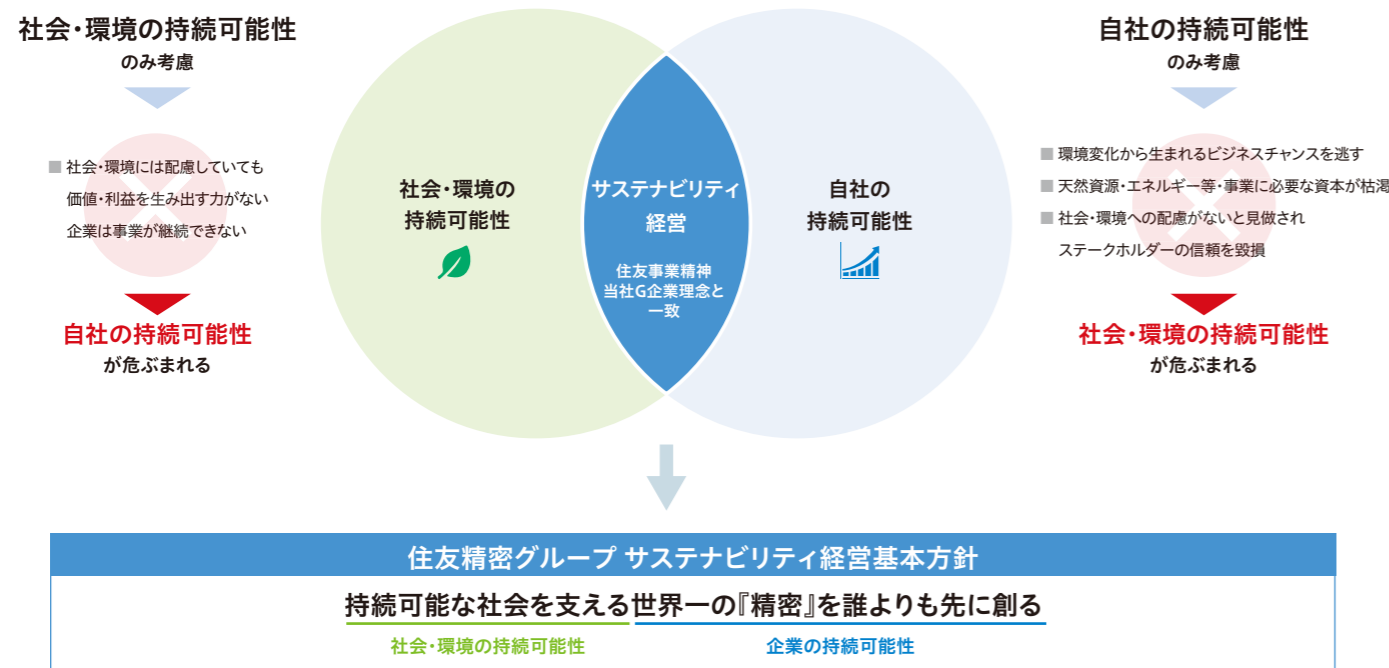 社会・環境の持続可能性
のみ考慮
■ 社会・環境には配慮していても
価値・利益を生み出す力がない
企業は事業が継続できない
自社の持続可能性
が危ぶまれる
社会・環境の
持続可能性
サステナビリティ
経営
住友事業精神
当社G企業理念と
一致
自社の
持続可能性
自社の持続可能性
のみ考慮
■ 環境変化から生まれるビジネスチャンスを逃す
■ 天然資源・エネルギー等・事業に必要な資本が枯渇
■ 社会・環境への配慮がないと見做され
ステークホルダーの信頼を毀損
社会・環境の持続可能性
が危ぶまれる
住友精密グループ サステナビリティ経営基本方針
持続可能な社会を支える世界一の『精密』を誰よりも先に創る
社会・環境の持続可能性
企業の持続可能性